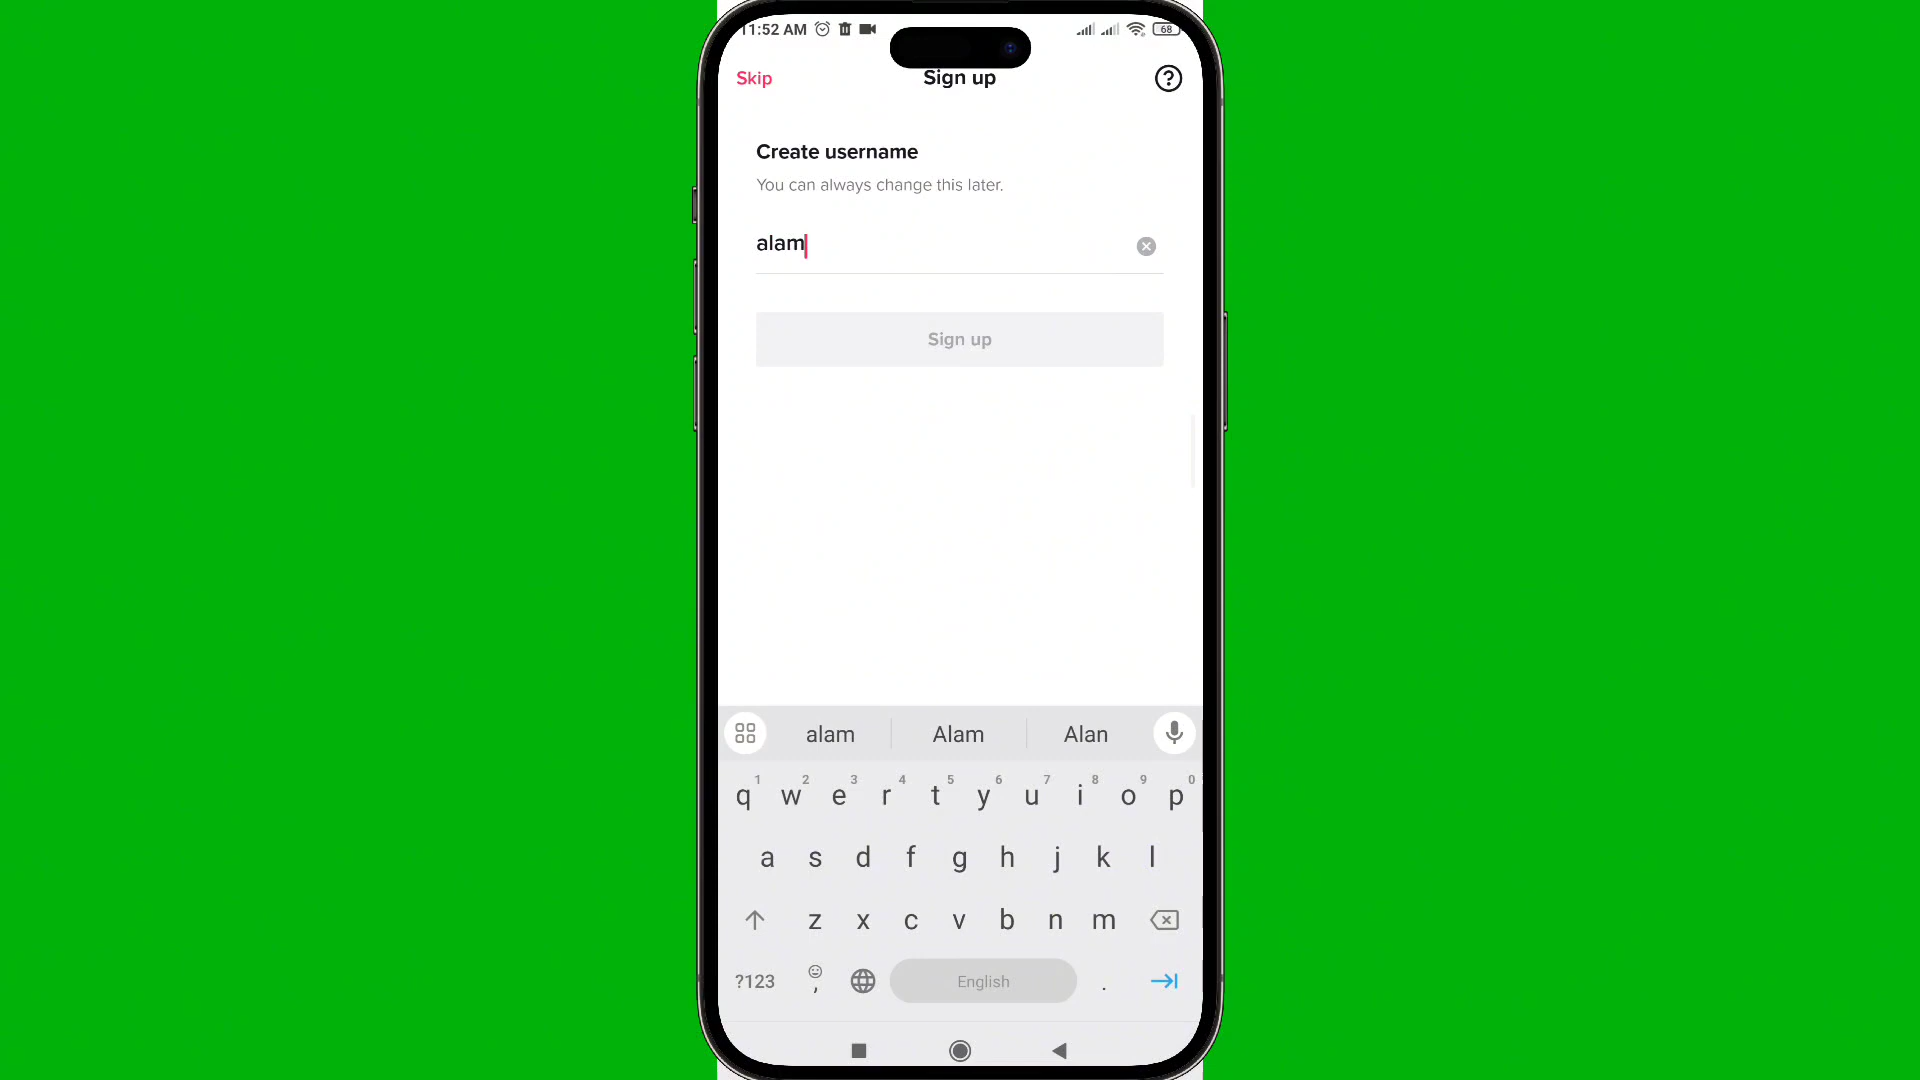 11:52 AM 68
Skip Sign up ?
Create username
You can always change this later.
alam
Sign up
alam Alam Alan
1 2 3 4 5 6 7 8 9 0
q w e r t y u i o p
a s d f g h j k l
z x c v b n m
?123 , English .